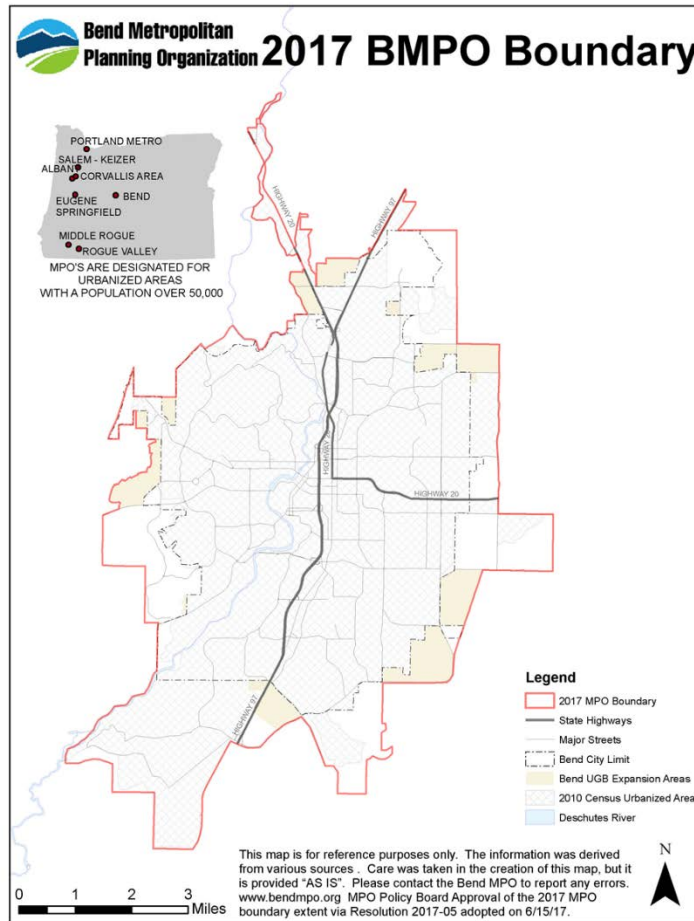 Bend Metropolitan
Planning Organization
2017 BMPO Boundary
PORTLAND METRO
SALEM - KEIZER
ALBANY
CORVALLIS AREA
EUGENE
SPRINGFIELD
BEND
MIDDLE ROGUE
ROGUE VALLEY
MPO'S ARE DESIGNATED FOR
URBANIZED AREAS
WITH A POPULATION OVER 50,000
HIGHWAY 20
HIGHWAY 97
HIGHWAY
HIGHWAY 20
HIGHWAY 97
Legend
2017 MPO Boundary
State Highways
Major Streets
Bend City Limit
Bend UGB Expansion Areas
2010 Census Urbanized Area
Deschutes River
This map is for reference purposes only. The information was derived
from various sources . Care was taken in the creation of this map, but it
is provided "AS IS". Please contact the Bend MPO to report any errors.
www.bendmpo.org MPO Policy Board Approval of the 2017 MPO
boundary extent via Resolution 2017-05 adopted on 6/15/17.
N
0 1 2 3
Miles